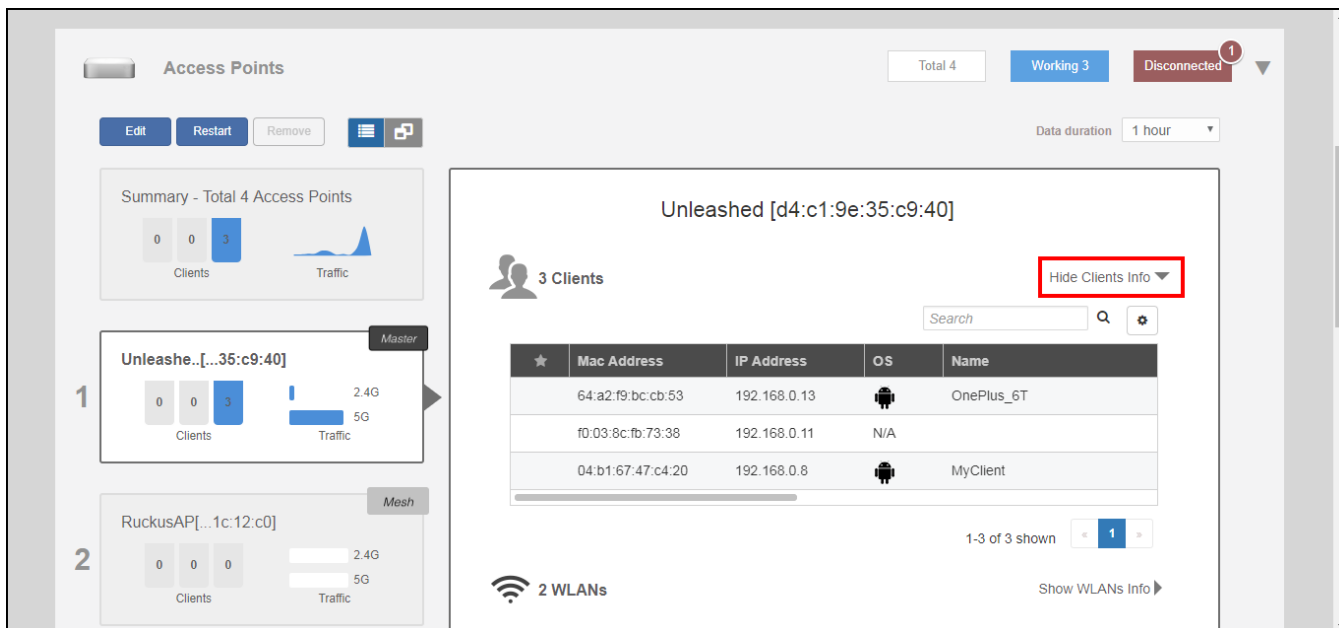 Access Points
Total 4
Working 3
Disconnected
1
Edit
Restart
Remove
Data duration
1 hour
Summary - Total 4 Access Points
0 0 3
Clients
Traffic
1
Master
Unleashe..[...35:c9:40]
0 0 3
2.4G
5G
Clients
Traffic
2
Mesh
RuckusAP[...1c:12:c0]
0 0 0
2.4G
5G
Clients
Traffic
Unleashed [d4:c1:9e:35:c9:40]
3 Clients
Hide Clients Info
Search
Mac Address IP Address OS Name
64:a2:f9:bc:cb:53 192.168.0.13 OnePlus_6T
f0:03:8c:fb:73:38 192.168.0.11 N/A
04:b1:67:47:c4:20 192.168.0.8 MyClient
1-3 of 3 shown « 1 »
2 WLANs
Show WLANs Info